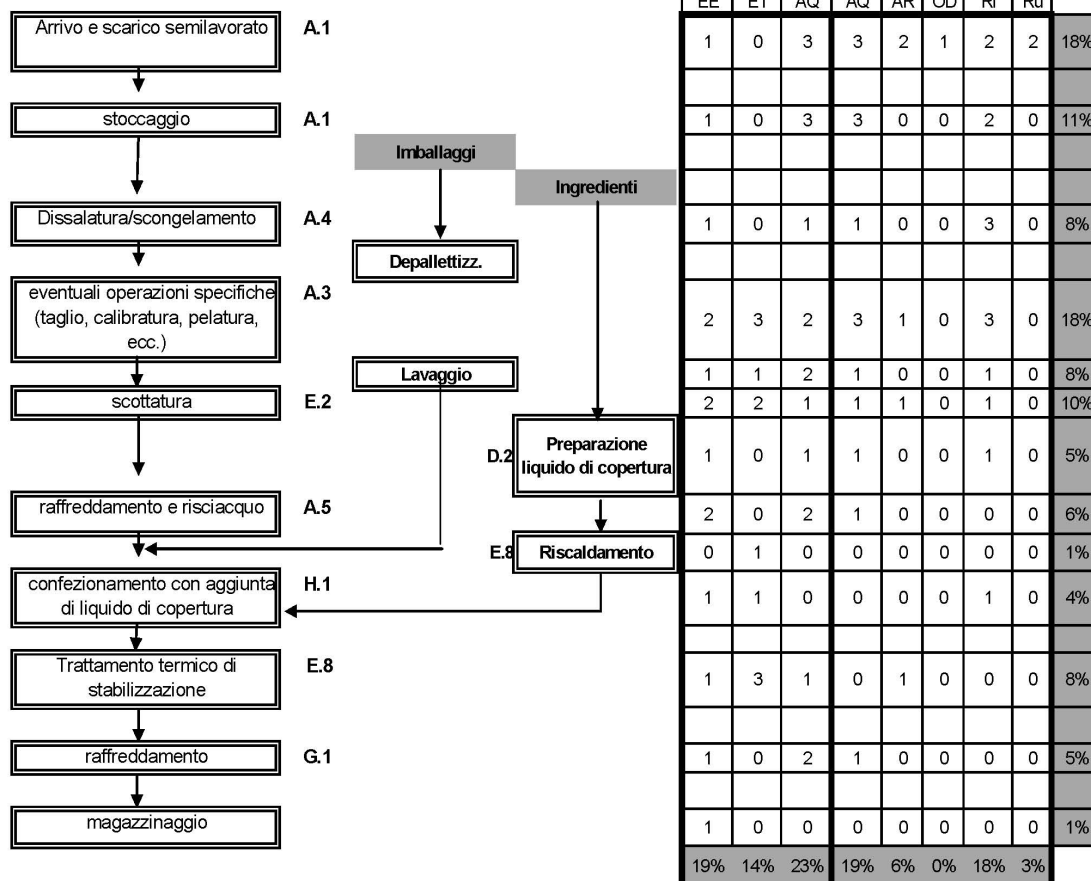 EE ET AQ AQ AR OD Ri Ru
Arrivo e scarico semilavorato A.1 1 0 3 3 2 1 2 2 18%
stoccaggio A.1 1 0 3 3 0 0 2 0 11%
Imballaggi
Ingredienti
Dissalatura/scongelamento A.4 1 0 1 1 0 0 3 0 8%
Depallettizz.
eventuali operazioni specifiche A.3
(taglio, calibratura, pelatura, 2 3 2 3 1 0 3 0 18%
ecc.)
Lavaggio 1 1 2 1 0 0 1 0 8%
scottatura E.2 2 2 1 1 1 0 1 0 10%
Preparazione
D.2 liquido di copertura 1 0 1 1 0 0 1 0 5%
raffreddamento e risciacquo A.5 2 0 2 1 0 0 0 0 6%
E.8 Riscaldamento 0 1 0 0 0 0 0 0 1%
confezionamento con aggiunta H.1
di liquido di copertura 1 1 0 0 0 0 1 0 4%
Trattamento termico di E.8
stabilizzazione 1 3 1 0 1 0 0 0 8%
raffreddamento G.1 1 0 2 1 0 0 0 0 5%
magazzinaggio 1 0 0 0 0 0 0 0 1%
19% 14% 23% 19% 6% 0% 18% 3%